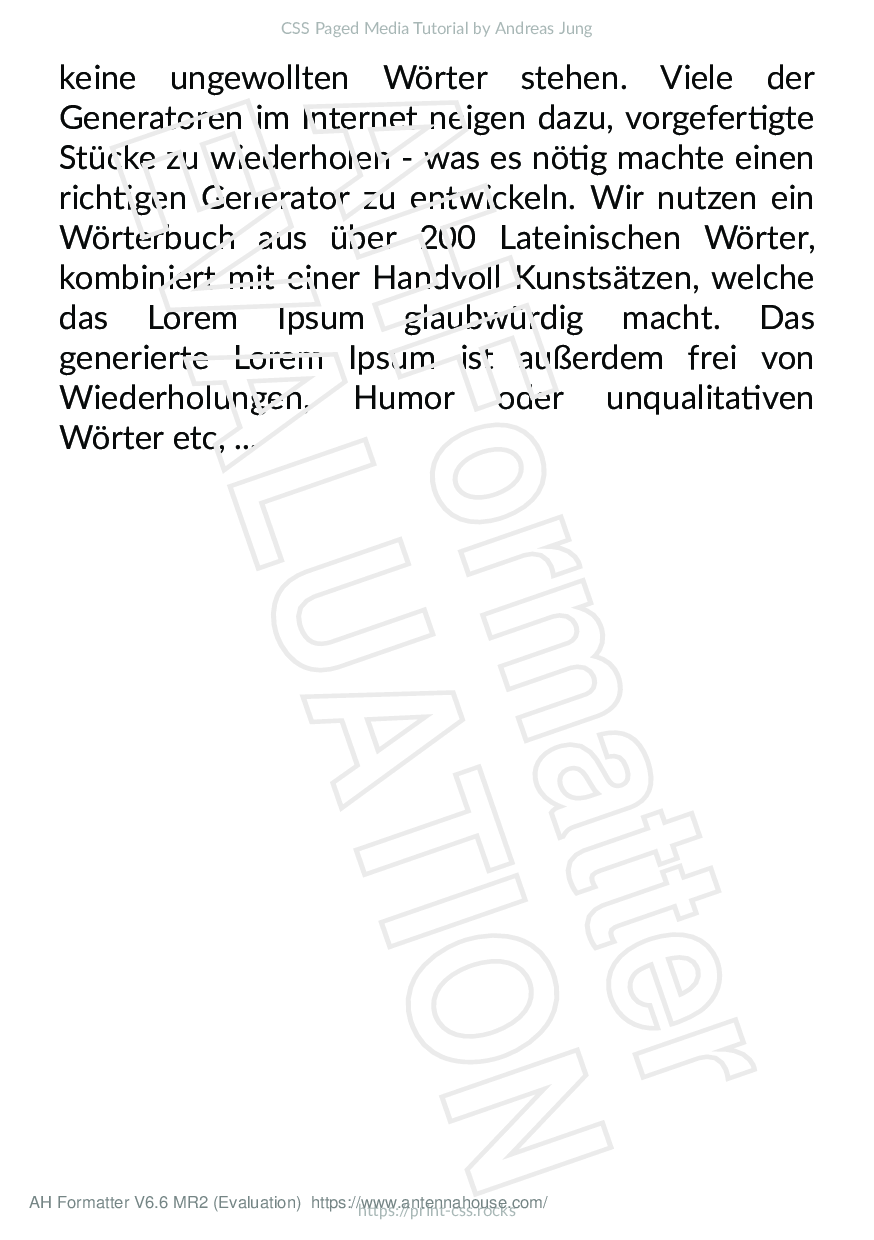 CSS Paged Media Tutorial by Andreas Jung
keine ungewollten Wörter stehen. Viele der
Generatoren im Internet neigen dazu, vorgefertigte
Stücke zu wiederholen - was es nötig machte einen
richtigen Generator zu entwickeln. Wir nutzen ein
Wörterbuch aus über 200 Lateinischen Wörter,
kombiniert mit einer Handvoll Kunstsätzen, welche
das Lorem Ipsum glaubwürdig macht. Das
generierte Lorem Ipsum ist außerdem frei von
Wiederholungen, Humor oder unqualitativen
Wörter etc, ...
AHFormatter
EVALUATION
AH Formatter V6.6 MR2 (Evaluation) https://www.antennahouse.com/
https://print-css.rocks